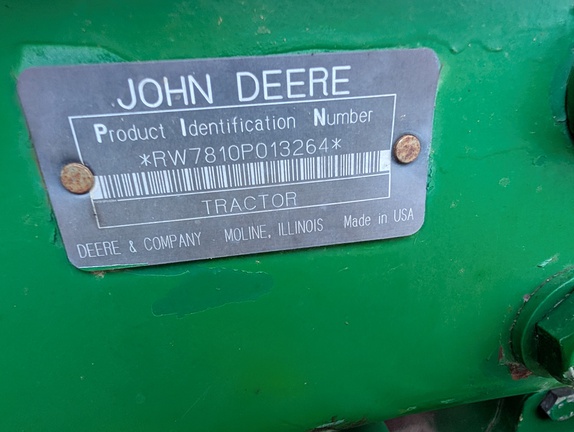 JOHN DEERE
Product Identification Number
*RW7810P013264*
TRACTOR
DEERE & COMPANY MOLINE, ILLINOIS Made in USA